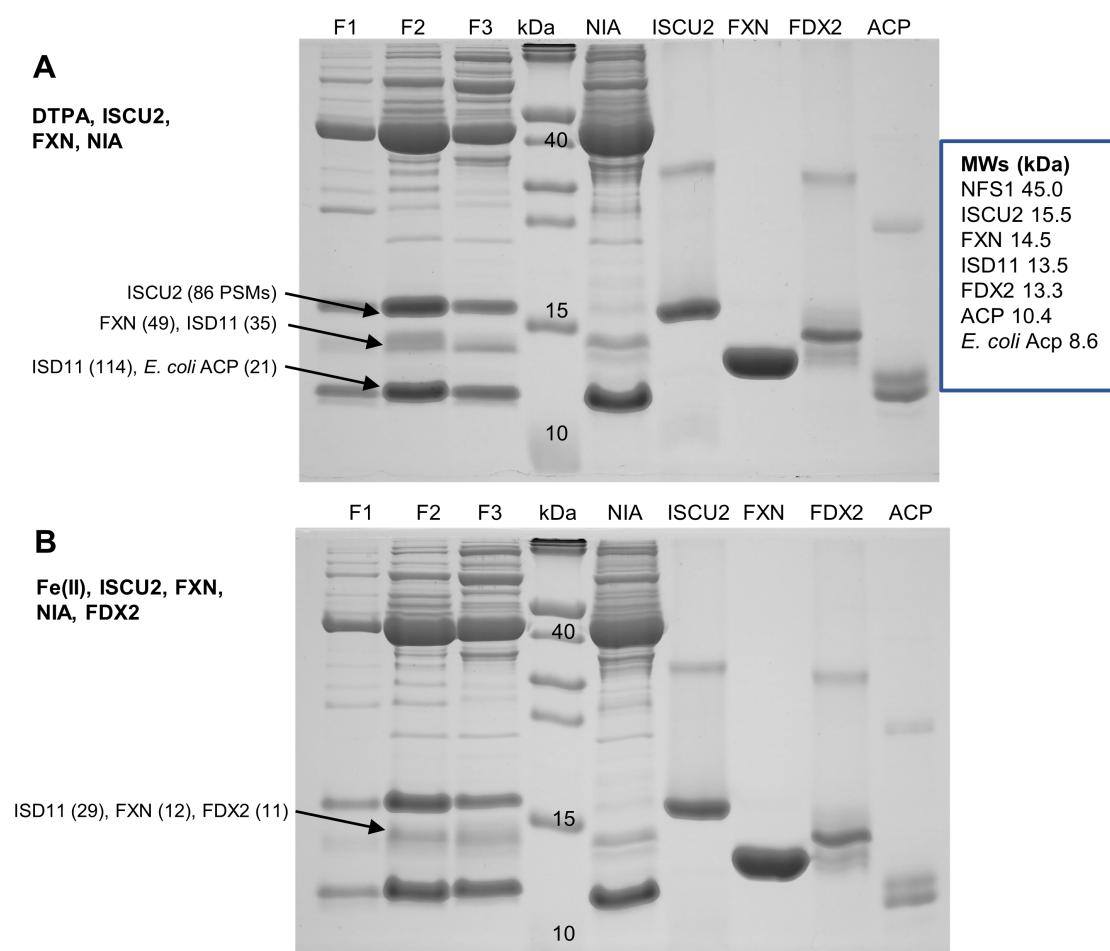 F1 F2 F3 kDa NIA ISCU2 FXN FDX2 ACP
A
DTPA, ISCU2,
FXN, NIA
40
ISCU2 (86 PSMs)
15
FXN (49), ISD11 (35)
ISD11 (114), E. coli ACP (21)
10
MWs (kDa)
NFS1 45.0
ISCU2 15.5
FXN 14.5
ISD11 13.5
FDX2 13.3
ACP 10.4
E. coli Acp 8.6
F1 F2 F3 kDa NIA ISCU2 FXN FDX2 ACP
B
Fe(II), ISCU2, FXN,
NIA, FDX2
40
ISD11 (29), FXN (12), FDX2 (11)
15
10